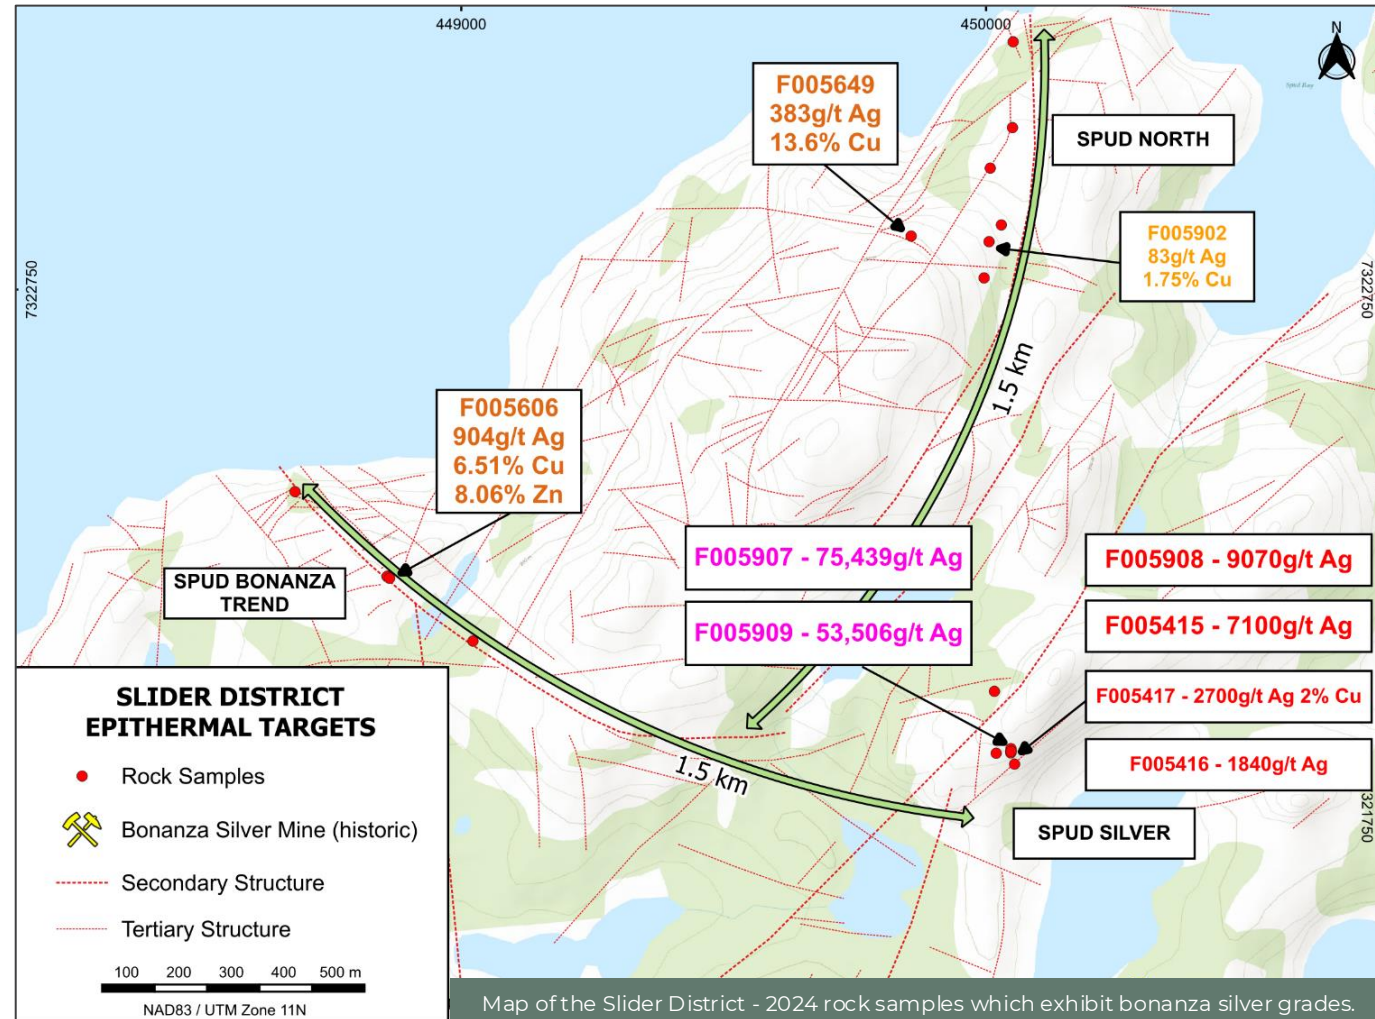 449000
450000
N
Spud Bay
F005649
383g/t Ag
13.6% Cu
SPUD NORTH
F005902
83g/t Ag
1.75% Cu
7322750
7322750
1.5 km
F005606
904g/t Ag
6.51% Cu
8.06% Zn
SPUD BONANZA
TREND
F005907 - 75,439g/t Ag
F005909 - 53,506g/t Ag
F005908 - 9070g/t Ag
F005415 - 7100g/t Ag
F005417 - 2700g/t Ag 2% Cu
F005416 - 1840g/t Ag
321750
1.5 km
SPUD SILVER
SLIDER DISTRICT
EPITHERMAL TARGETS
Rock Samples
Bonanza Silver Mine (historic)
Secondary Structure
Tertiary Structure
100 200 300 400 500 m
NAD83 / UTM Zone 11N
Map of the Slider District - 2024 rock samples which exhibit bonanza silver grades.